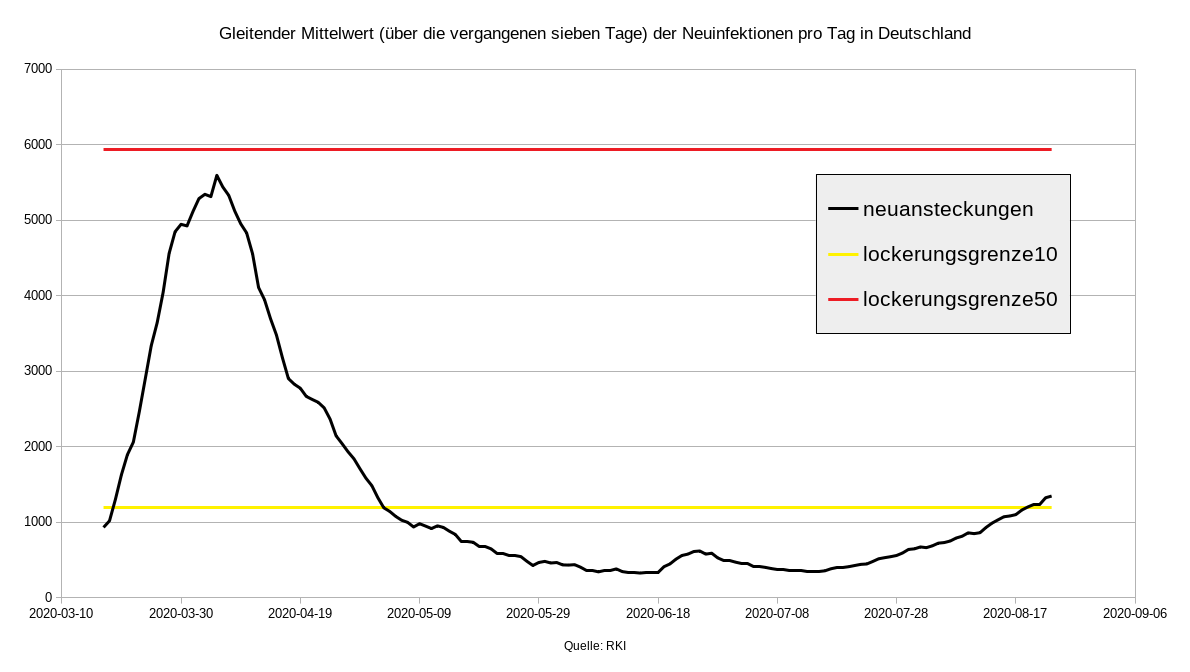 Gleitender Mittelwert (über die vergangenen sieben Tage) der Neuinfektionen pro Tag in Deutschland
7000
6000
5000
4000
3000
2000
1000
0
neuansteckungen
lockerungsgrenze10
lockerungsgrenze50
2020-03-10 2020-03-30 2020-04-19 2020-05-09 2020-05-29 2020-06-18 2020-07-08 2020-07-28 2020-08-17 2020-09-06
Quelle: RKI